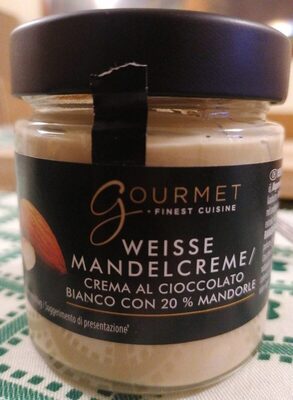 gOURMET
• FINEST CUISINE
WEISSE
MANDELCREME/
CREMA AL CIOCCOLATO
BIANCO CON 20 % MANDORLE
/ Suggerimento di presentazione